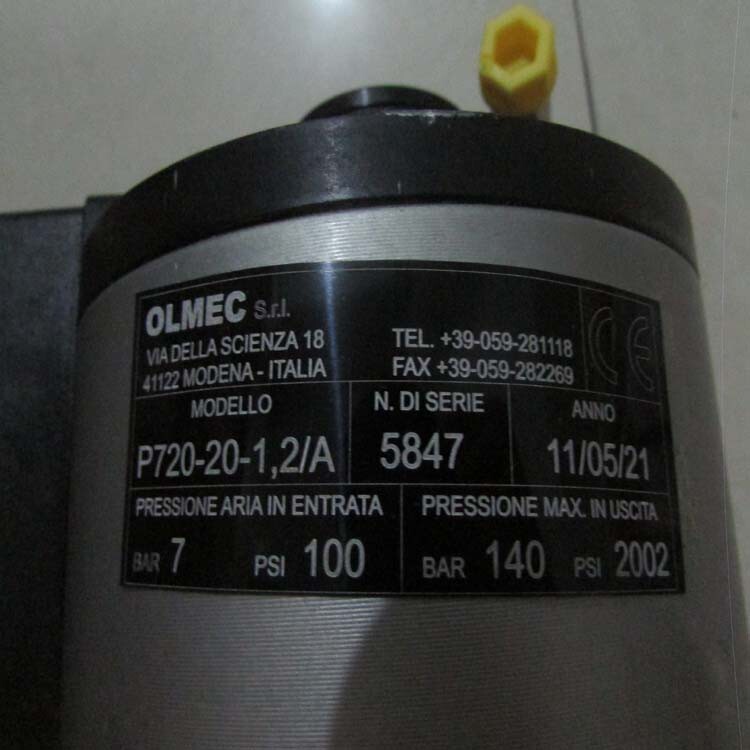 OLMEC S.r.l.
VIA DELLA SCIENZA 18
41122 MODENA - ITALIA
TEL. +39-059-281118
FAX +39-059-282269
CE
MODELLO
P720-20-1,2/A
N. DI SERIE
5847
ANNO
11/05/21
PRESSIONE ARIA IN ENTRATA
BAR 7 PSI 100
PRESSIONE MAX. IN USCITA
BAR 140 PSI 2002